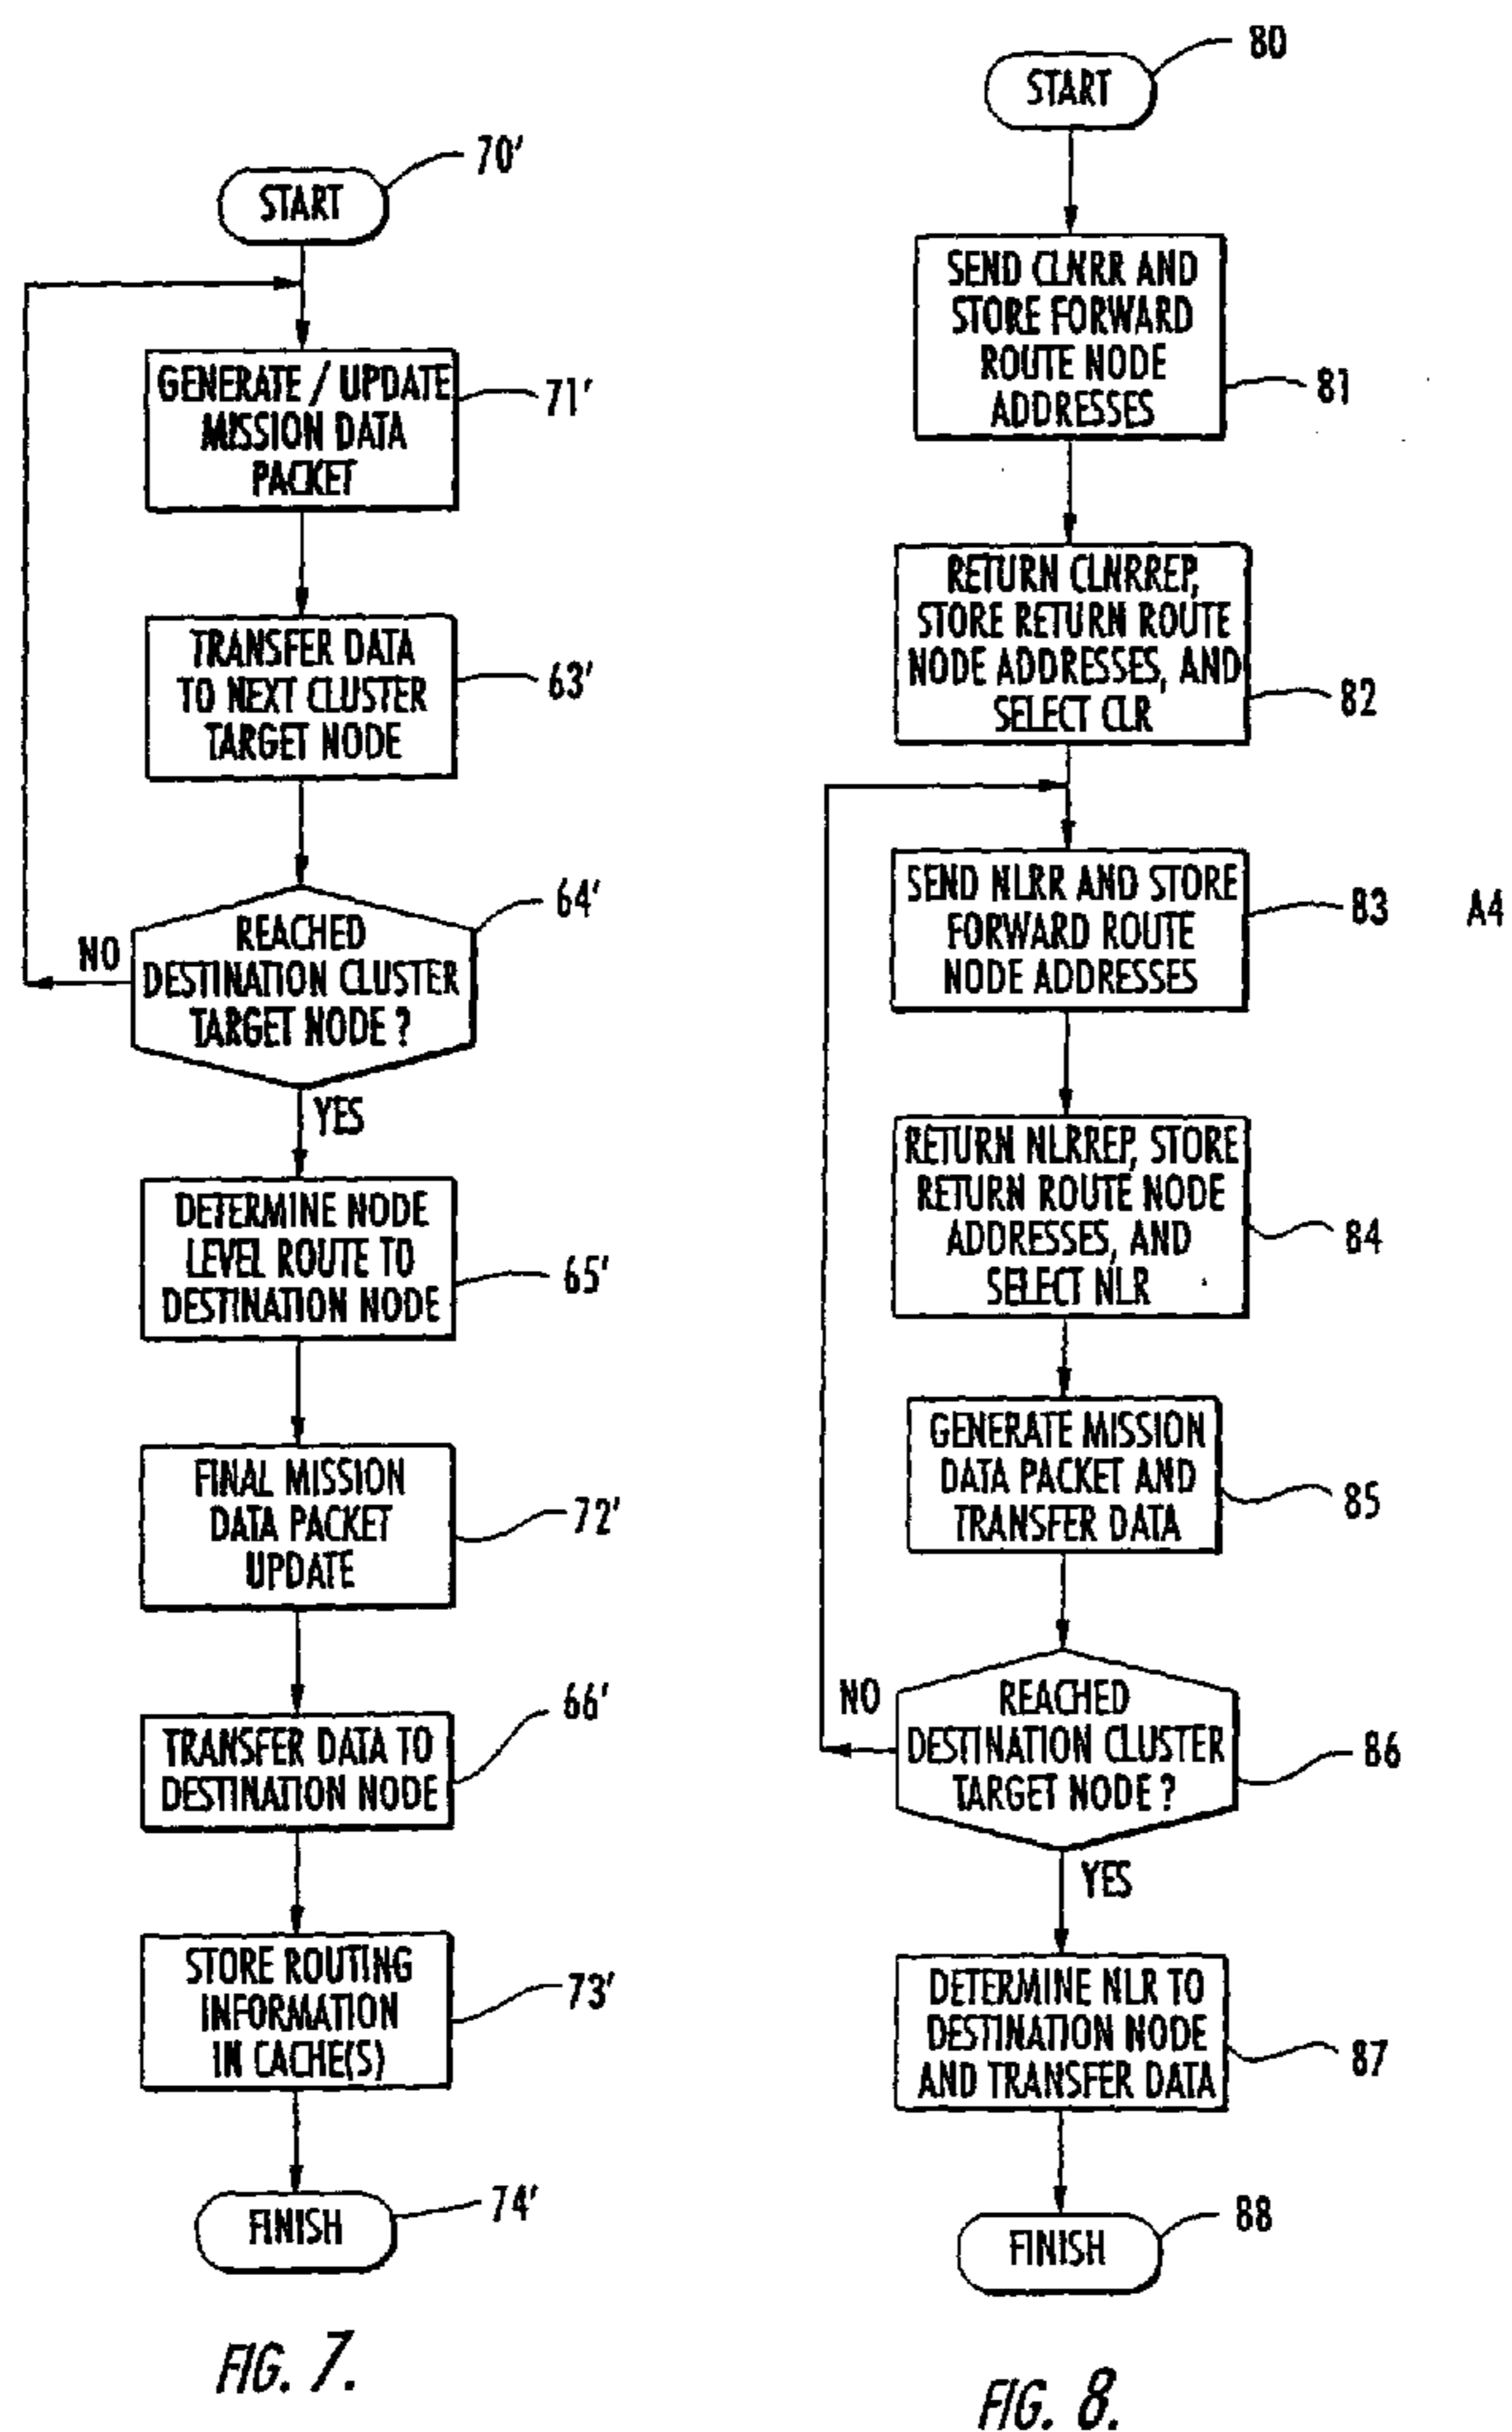 START
70'
GENERATE / UPDATE
MISSION DATA
PACKET
71'
TRANSFER DATA
TO NEXT CLUSTER
TARGET NODE
63'
REACHED
DESTINATION CLUSTER
TARGET NODE ?
64'
NO
YES
DETERMINE NODE
LEVEL ROUTE TO
DESTINATION NODE
65'
FINAL MISSION
DATA PACKET
UPDATE
72'
TRANSFER DATA TO
DESTINATION NODE
66'
STORE ROUTING
INFORMATION
IN CACHE(S)
73'
FINISH
74'
FIG. 7.
START
80
SEND CLNRR AND
STORE FORWARD
ROUTE NODE
ADDRESSES
81
RETURN CLNRREP,
STORE RETURN ROUTE
NODE ADDRESSES, AND
SELECT CLR
82
SEND NLRR AND STORE
FORWARD ROUTE
NODE ADDRESSES
83
A4
RETURN NLRREP, STORE
RETURN ROUTE NODE
ADDRESSES, AND
SELECT NLR
84
GENERATE MISSION
DATA PACKET AND
TRANSFER DATA
85
REACHED
DESTINATION CLUSTER
TARGET NODE ?
86
NO
YES
DETERMINE NLR TO
DESTINATION NODE
AND TRANSFER DATA
87
FINISH
88
FIG. 8.